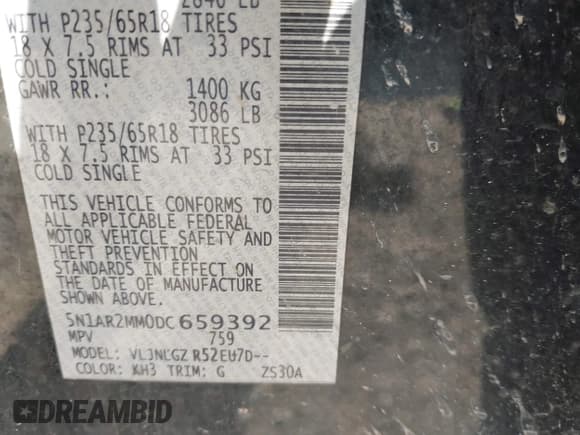 2640 LB
WITH P235/65R18 TIRES
18 X 7.5 RIMS AT 33 PSI
COLD SINGLE
GAWR RR.: 1400 KG
3086 LB
WITH P235/65R18 TIRES
18 X 7.5 RIMS AT 33 PSI
COLD SINGLE
THIS VEHICLE CONFORMS TO
ALL APPLICABLE FEDERAL
MOTOR VEHICLE SAFETY AND
THEFT PREVENTION
STANDARDS IN EFFECT ON
THE DATE OF MANUFACTURE
SHOWN ABOVE.
5N1AR2MM0DC659392
MPV 759
MODEL: VLJNLGZ R52EU7D--
COLOR: KH3 TRIM: G ZS30A
DREAMBID